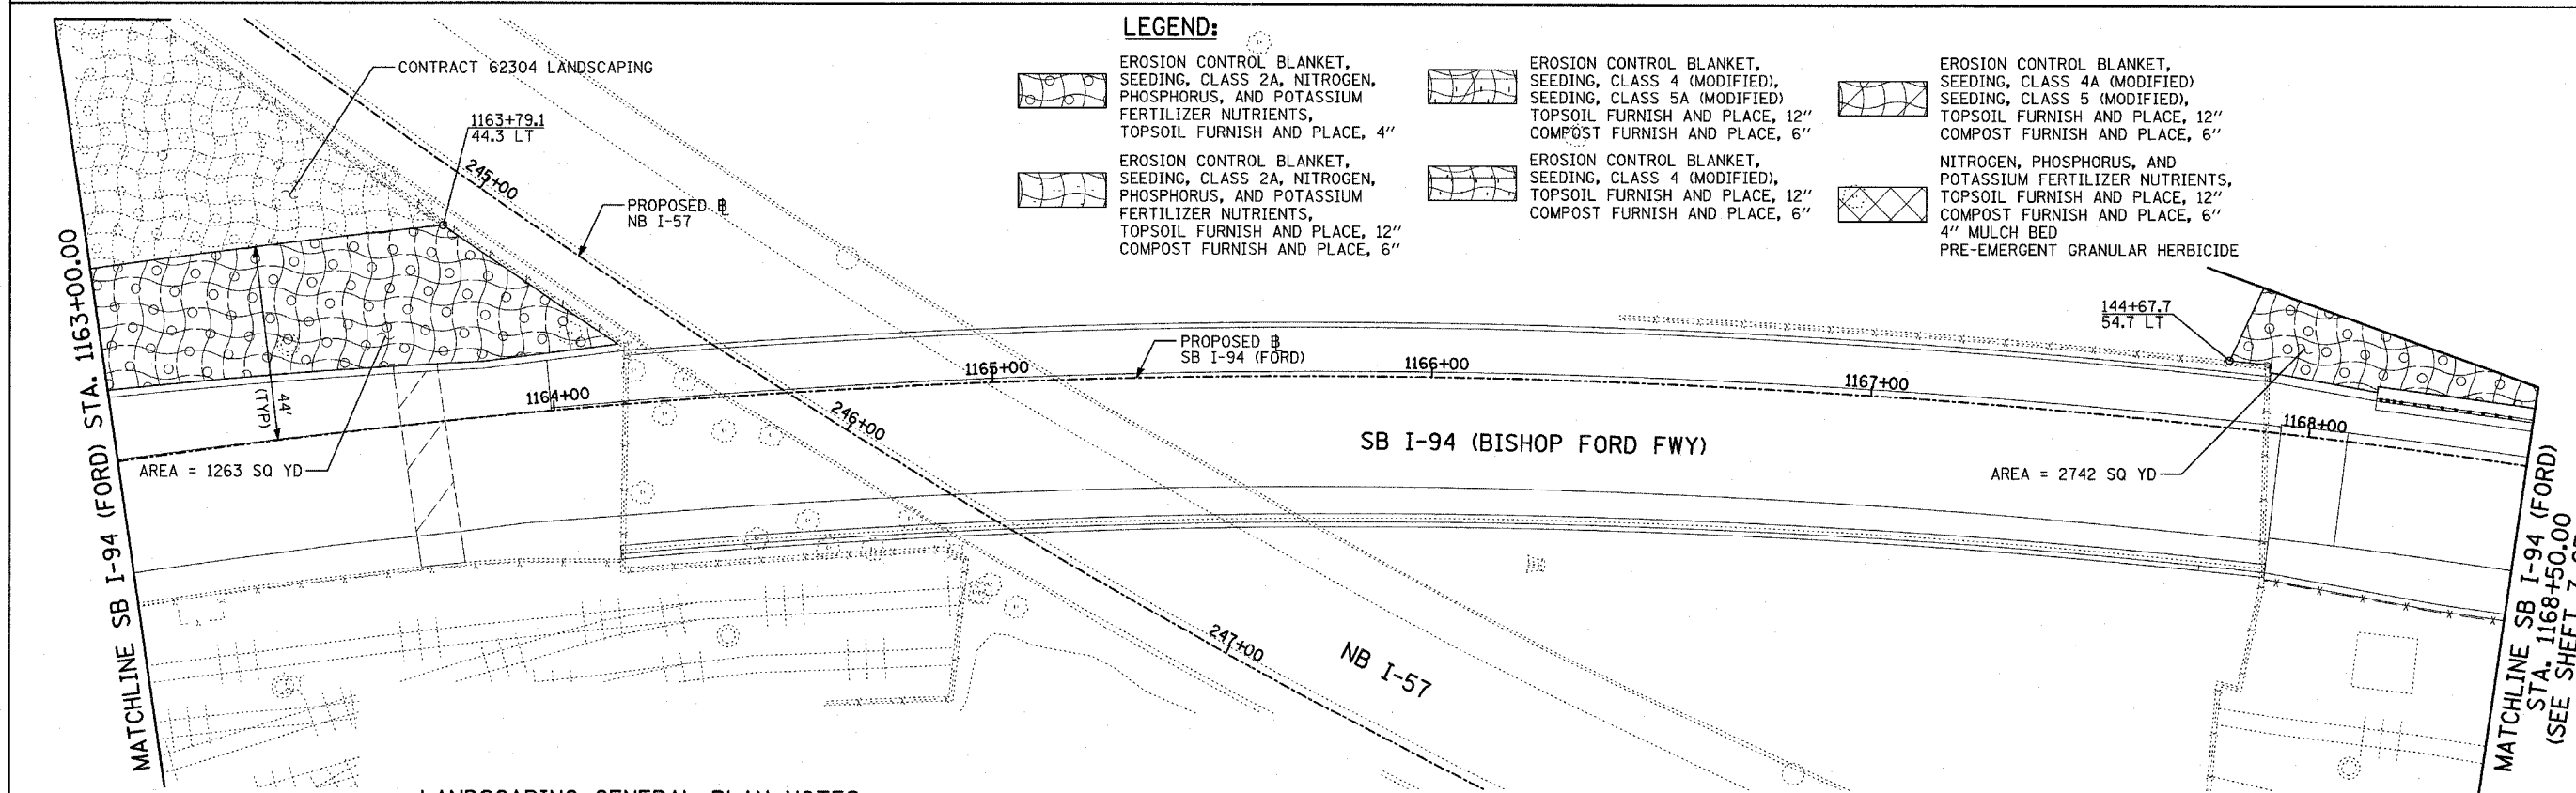 LEGEND:
EROSION CONTROL BLANKET,
SEEDING, CLASS 2A, NITROGEN,
PHOSPHORUS, AND POTASSIUM
FERTILIZER NUTRIENTS,
TOPSOIL FURNISH AND PLACE, 4"
EROSION CONTROL BLANKET,
SEEDING, CLASS 4 (MODIFIED),
SEEDING, CLASS 5A (MODIFIED)
TOPSOIL FURNISH AND PLACE, 12"
COMPOST FURNISH AND PLACE, 6"
EROSION CONTROL BLANKET,
SEEDING, CLASS 4A (MODIFIED)
SEEDING, CLASS 5 (MODIFIED),
TOPSOIL FURNISH AND PLACE, 12"
COMPOST FURNISH AND PLACE, 6"
EROSION CONTROL BLANKET,
SEEDING, CLASS 2A, NITROGEN,
PHOSPHORUS, AND POTASSIUM
FERTILIZER NUTRIENTS,
TOPSOIL FURNISH AND PLACE, 12"
COMPOST FURNISH AND PLACE, 6"
EROSION CONTROL BLANKET,
SEEDING, CLASS 4 (MODIFIED),
TOPSOIL FURNISH AND PLACE, 12"
COMPOST FURNISH AND PLACE, 6"
NITROGEN, PHOSPHORUS, AND
POTASSIUM FERTILIZER NUTRIENTS,
TOPSOIL FURNISH AND PLACE, 12"
COMPOST FURNISH AND PLACE, 6"
4" MULCH BED
PRE-EMERGENT GRANULAR HERBICIDE
CONTRACT 62304 LANDSCAPING
1163+79.1
44.3 LT
245+00
PROPOSED B
NB I-57
MATCHLINE SB I-94 (FORD) STA. 1163+00.00
44'
(TYP)
AREA = 1263 SQ YD
1164+00
246+00
1165+00
PROPOSED B
SB I-94 (FORD)
1166+00
1167+00
144+67.7
54.7 LT
1168+00
SB I-94 (BISHOP FORD FWY)
AREA = 2742 SQ YD
247+00
NB I-57
MATCHLINE SB I-94 (FORD)
STA. 1168+50.00
(SEE SHEET 3
LANDSCAPING GENERAL PLAN NOTES